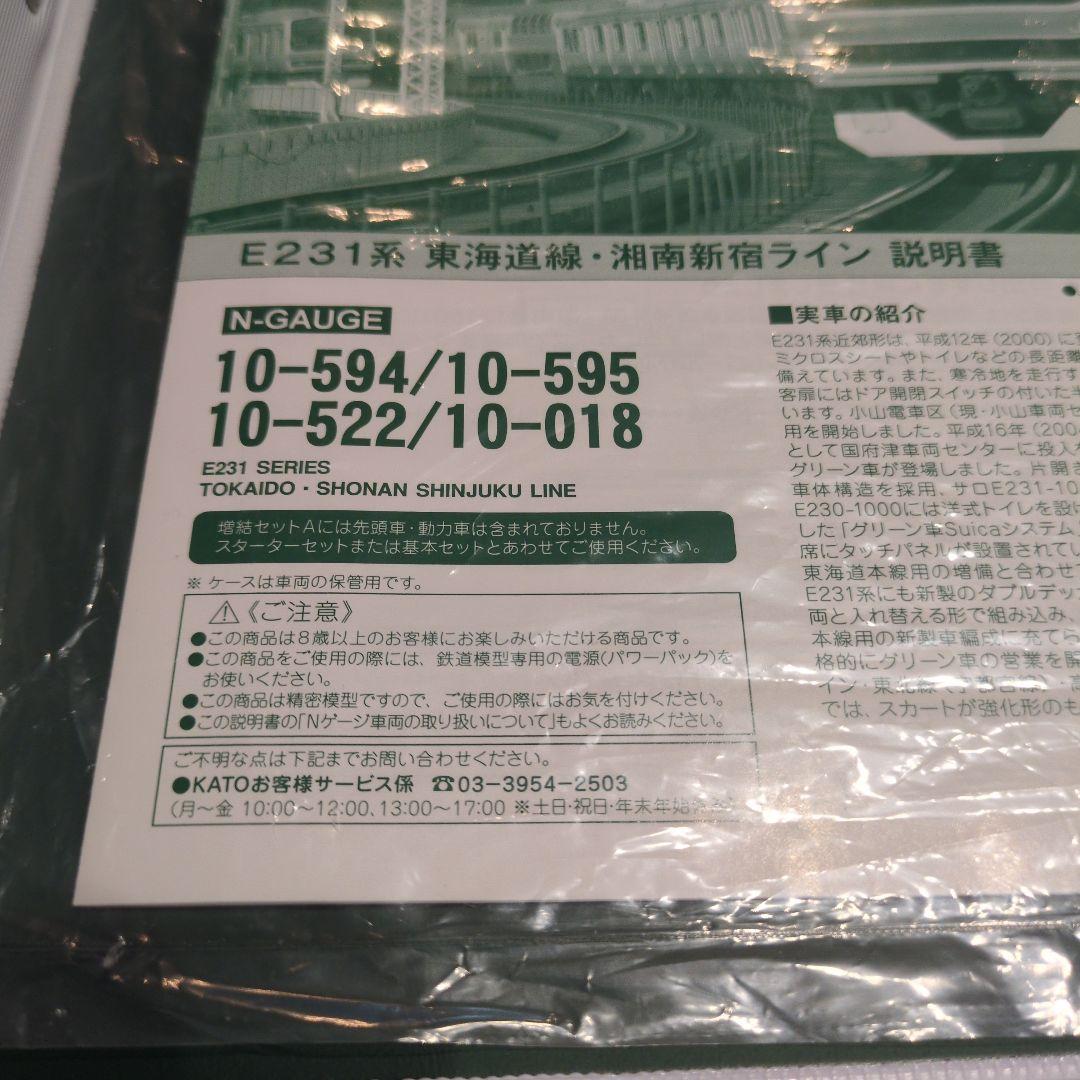 E231系 東海道線・湘南新宿ライン 説明書
N-GAUGE
10-594/10-595
10-522/10-018
E231 SERIES
TOKAIDO・SHONAN SHINJUKU LINE
増結セットAには先頭車・動力車は含まれておりません。
スターターセットまたは基本セットとあわせてご使用ください。
※ ケースは車両の保管用です。
⚠《ご注意》
●この商品は8歳以上のお客様にお楽しみいただける商品です。
●この商品をご使用の際には、鉄道模型専用の電源(パワーパック)を
お使いください。
●この商品は精密模型ですので、ご使用の際にはお気を付けください。
●この説明書の「Nゲージ車両の取り扱いについて」もよくお読みください。
ご不明な点は下記までお問い合わせください。
●KATOお客様サービス係 ☎03-3954-2503
(月～金 10:00～12:00、13:00～17:00 ※土日・祝日・年末年始休み)
■実車の紹介
E231系近郊形は、平成12年(2000)に
ミクロスシートやトイレなどの長距離
備えています。また、寒冷地を走行す
客扉にはドア開閉スイッチの付いた半
います。小山電車区(現・小山車両セ
用を開始しました。平成16年(200
として国府津車両センターに投入
グリーン車が登場しました。片開き
車体構造を採用、サロE231-10
E230-1000には洋式トイレを設け
した「グリーン車Suicaシステム」
席にタッチパネルが設置されてい
東海道本線用の増備と合わせて
E231系にも新製のダブルデッ
両と入れ替える形で組み込み、
本線用の新製車編成に充てら
格的にグリーン車の営業を開
イン・東北線(宇都宮線)・高
では、スカートが強化形のも